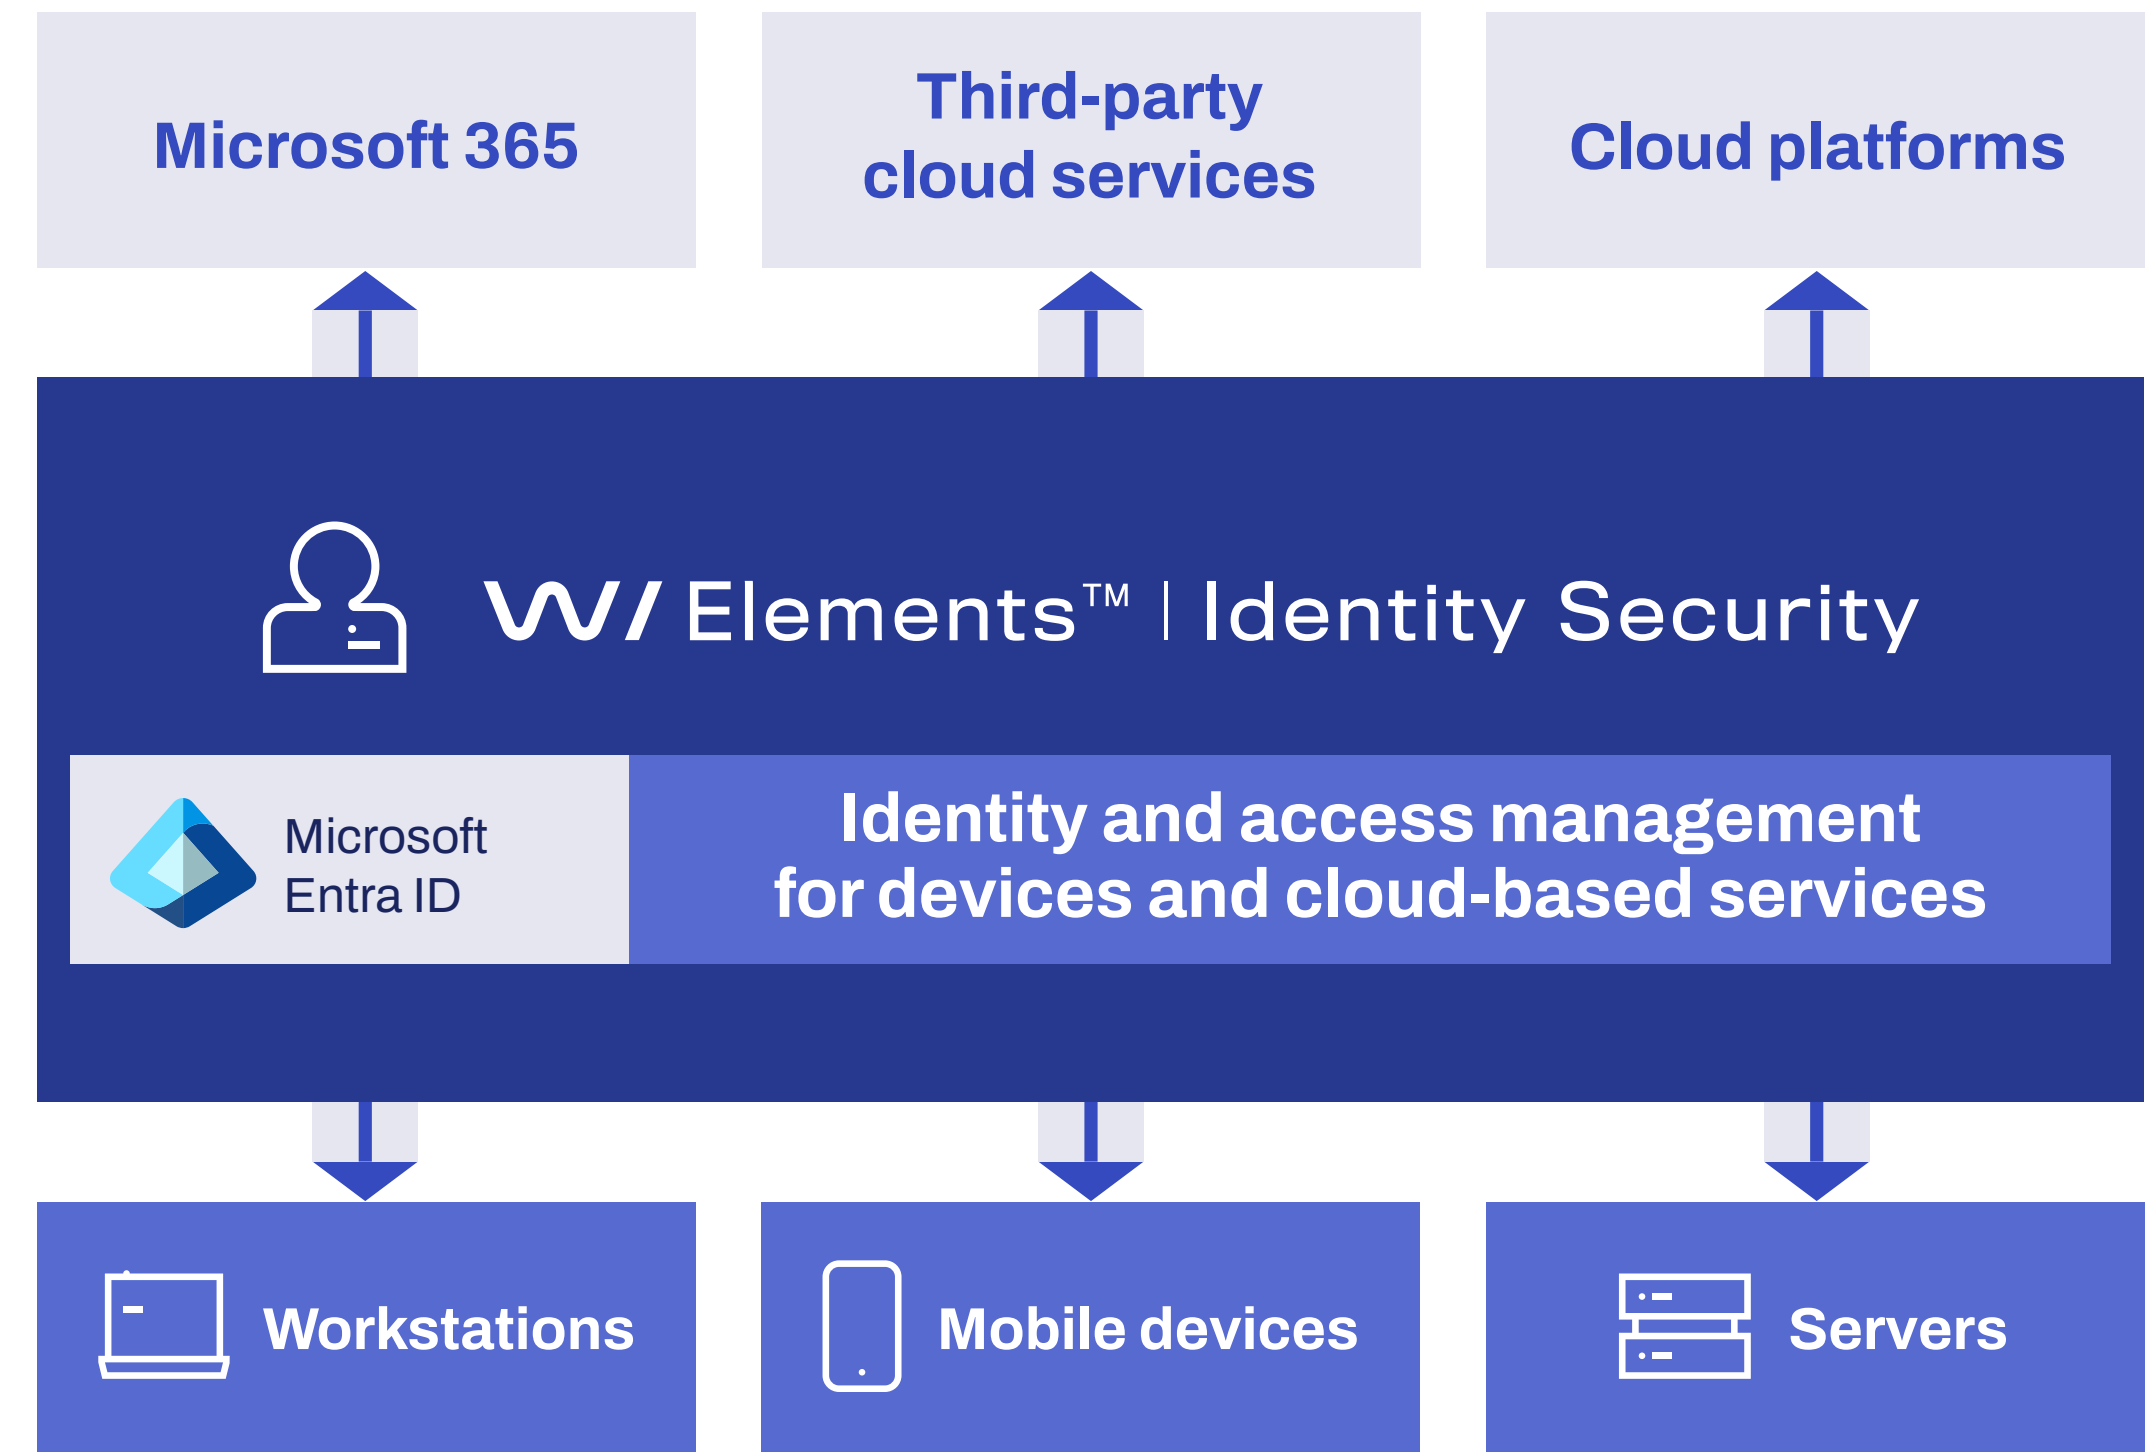 Microsoft 365
Third-party
cloud services
Cloud platforms
W/ Elements™ | Identity Security
Microsoft
Entra ID
Identity and access management
for devices and cloud-based services
Workstations
Mobile devices
Servers